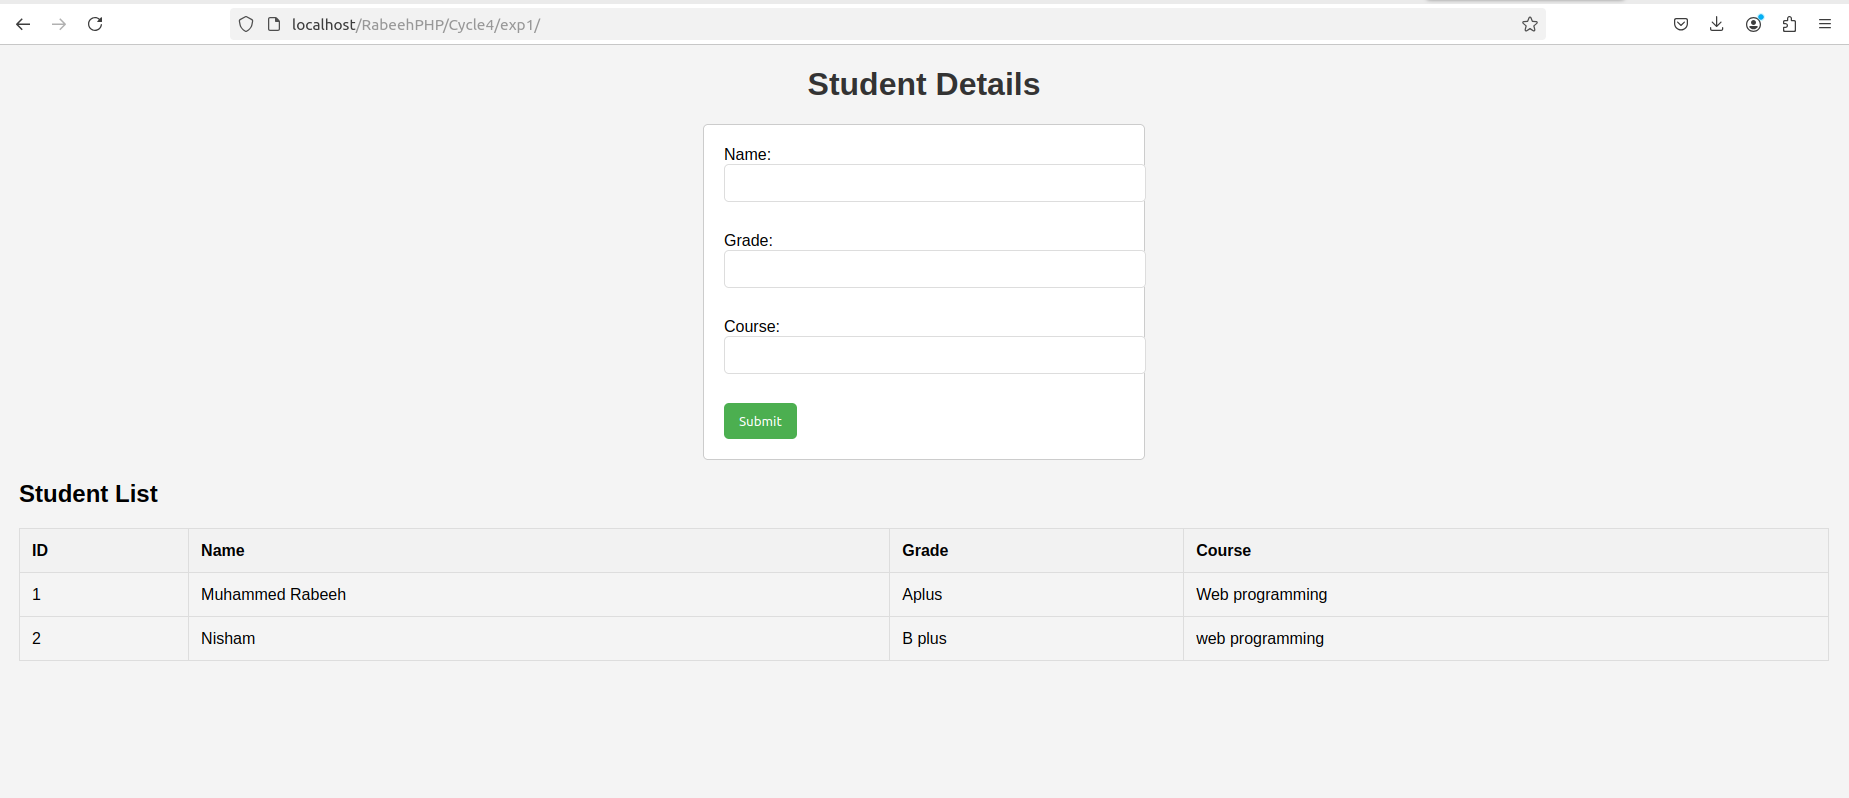 localhost/RabeehPHP/Cycle4/exp1/
Student Details
Name:
Grade:
Course:
Submit
Student List
ID Name Grade Course
1 Muhammed Rabeeh Aplus Web programming
2 Nisham B plus web programming